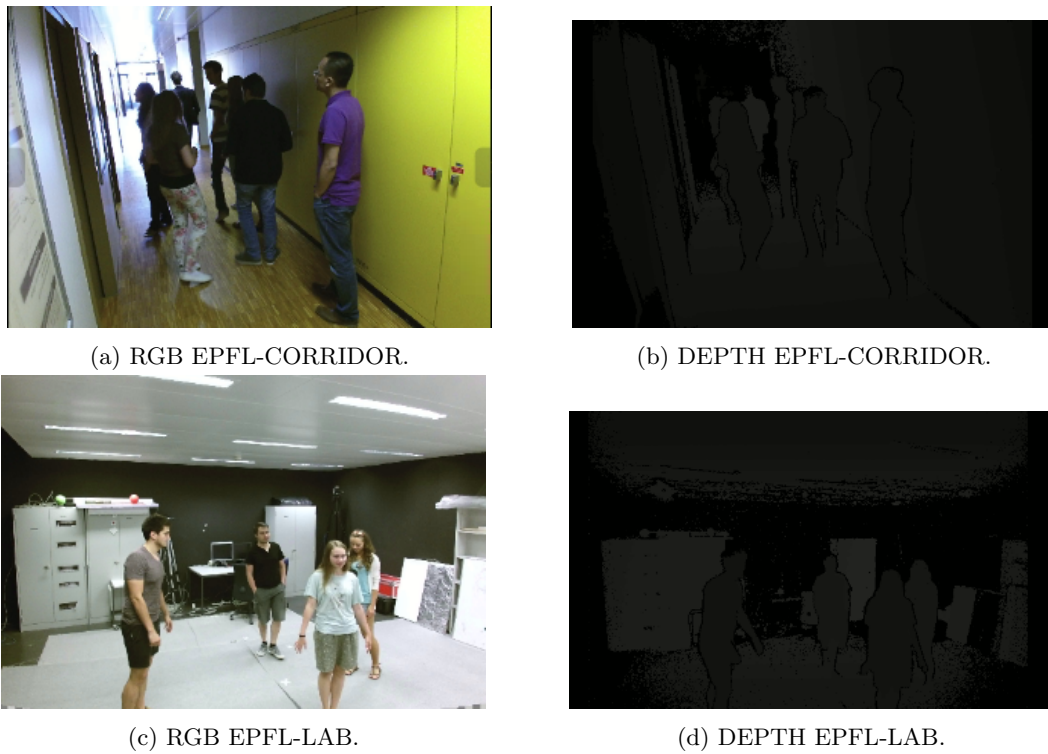 (a) RGB EPFL-CORRIDOR.
(b) DEPTH EPFL-CORRIDOR.
(c) RGB EPFL-LAB.
(d) DEPTH EPFL-LAB.